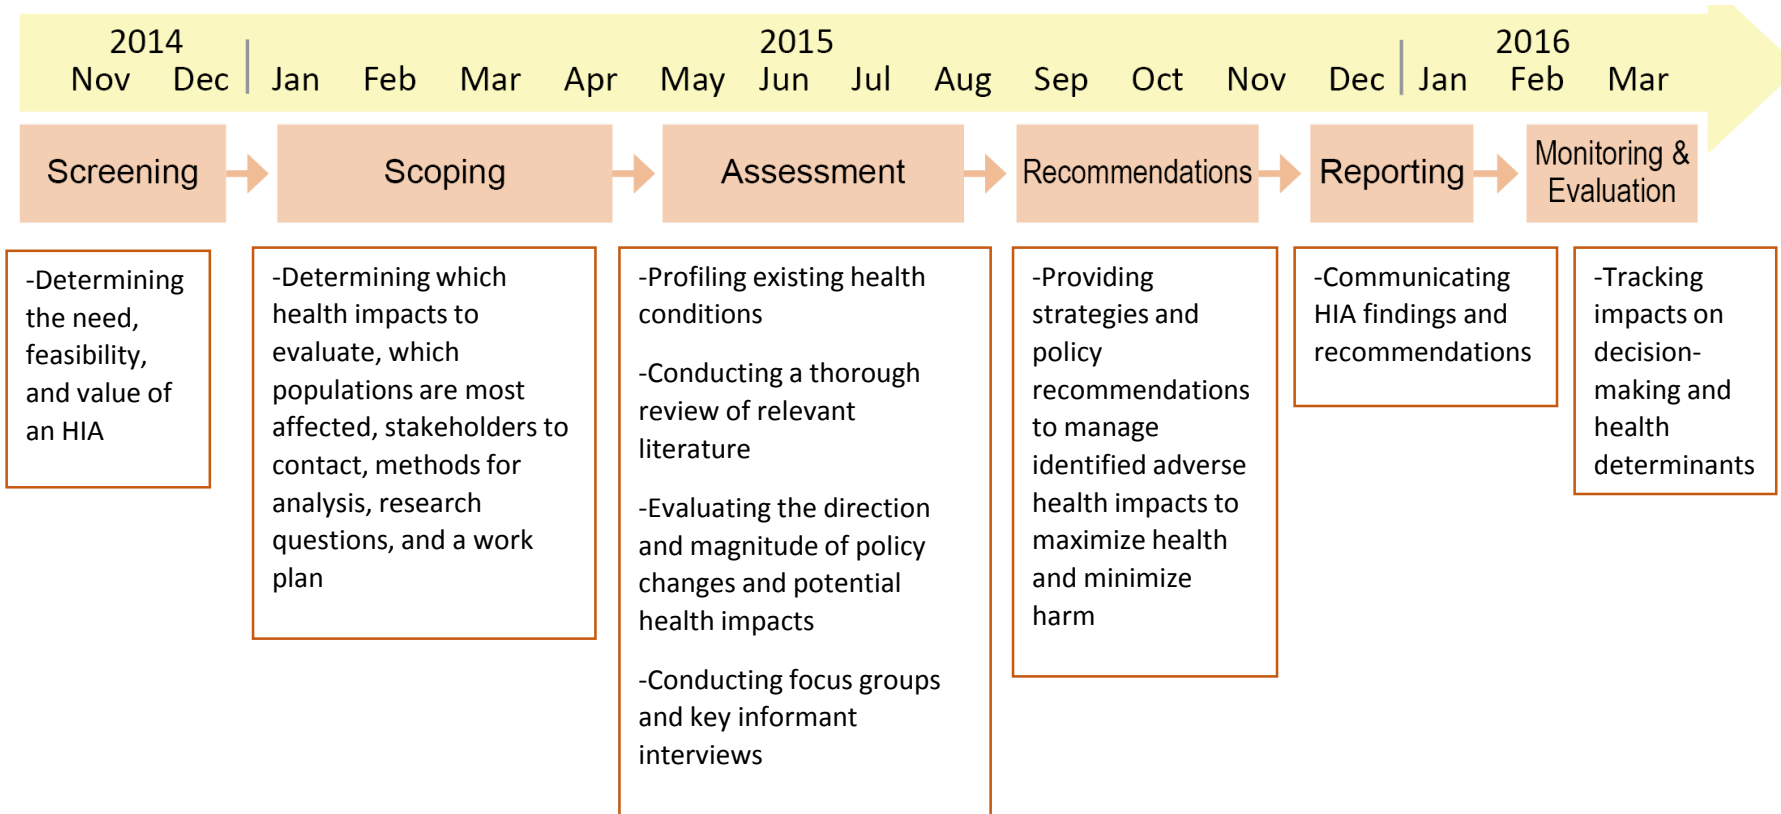 2014 2015 2016
Nov Dec Jan Feb Mar Apr May Jun Jul Aug Sep Oct Nov Dec Jan Feb Mar
Screening
Scoping
Assessment
Recommendations
Reporting
Monitoring &
Evaluation
-Determining
the need,
feasibility,
and value of
an HIA
-Determining which
health impacts to
evaluate, which
populations are most
affected, stakeholders to
contact, methods for
analysis, research
questions, and a work
plan
-Profiling existing health
conditions
-Conducting a thorough
review of relevant
literature
-Evaluating the direction
and magnitude of policy
changes and potential
health impacts
-Conducting focus groups
and key informant
interviews
-Providing
strategies and
policy
recommendations
to manage
identified adverse
health impacts to
maximize health
and minimize
harm
-Communicating
HIA findings and
recommendations
-Tracking
impacts on
decision-
making and
health
determinants